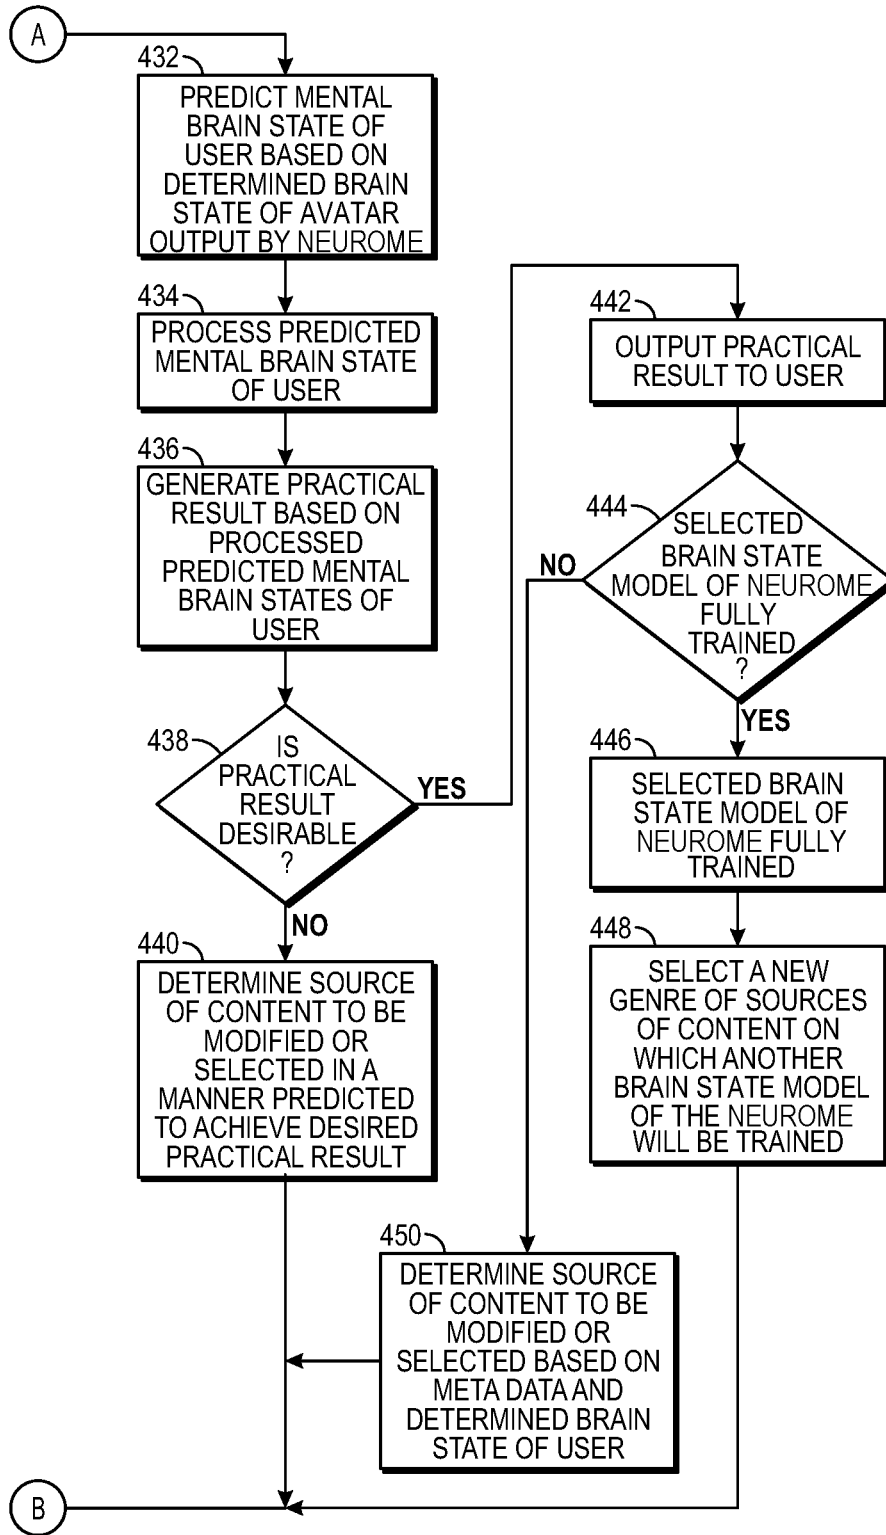 A
432
PREDICT MENTAL
BRAIN STATE OF
USER BASED ON
DETERMINED BRAIN
STATE OF AVATAR
OUTPUT BY NEUROME
434
PROCESS PREDICTED
MENTAL BRAIN STATE
OF USER
436
GENERATE PRACTICAL
RESULT BASED ON
PROCESSED
PREDICTED MENTAL
BRAIN STATES OF
USER
438
IS
PRACTICAL
RESULT
DESIRABLE
?
YES
NO
440
DETERMINE SOURCE
OF CONTENT TO BE
MODIFIED OR
SELECTED IN A
MANNER PREDICTED
TO ACHIEVE DESIRED
PRACTICAL RESULT
442
OUTPUT PRACTICAL
RESULT TO USER
444
SELECTED
BRAIN STATE
MODEL OF NEUROME
FULLY
TRAINED
?
NO
YES
446
SELECTED BRAIN
STATE MODEL OF
NEUROME FULLY
TRAINED
448
SELECT A NEW
GENRE OF SOURCES
OF CONTENT ON
WHICH ANOTHER
BRAIN STATE MODEL
OF THE NEUROME
WILL BE TRAINED
450
DETERMINE SOURCE
OF CONTENT TO BE
MODIFIED OR
SELECTED BASED ON
META DATA AND
DETERMINED BRAIN
STATE OF USER
B